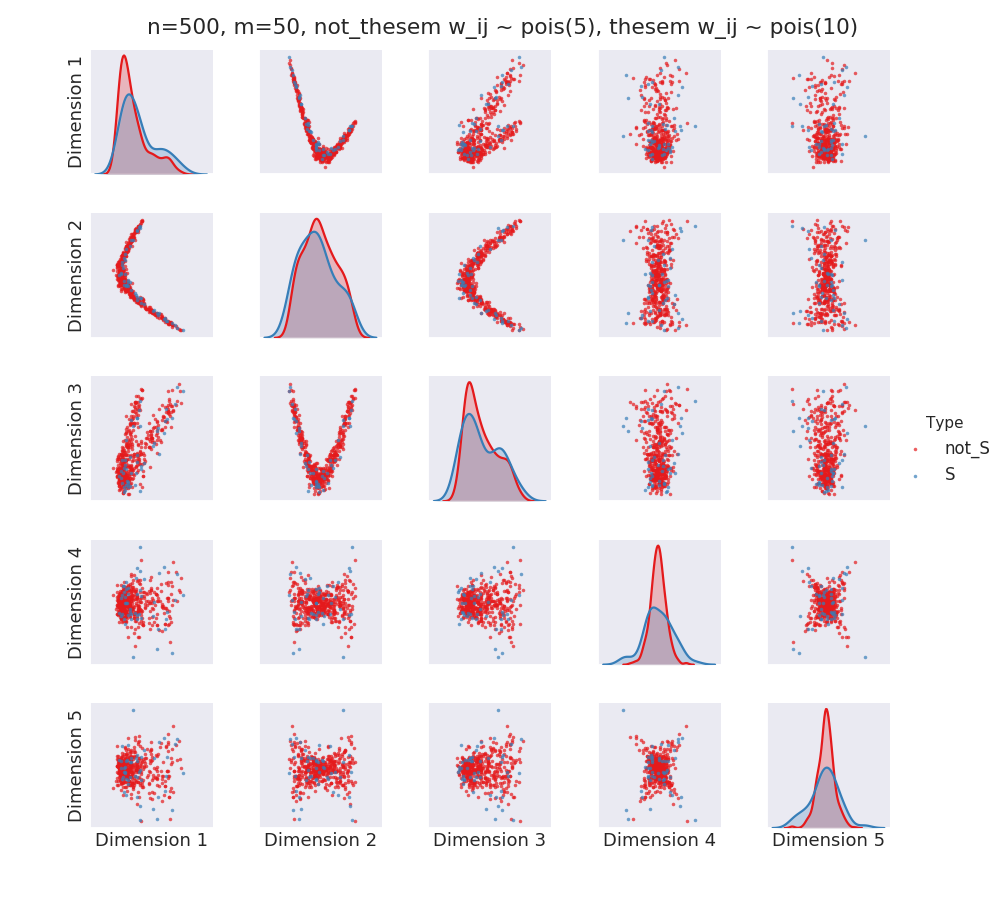 n=500, m=50, not_thesem w_ij ~ pois(5), thesem w_ij ~ pois(10)
Dimension 1
Dimension 2
Dimension 3
Dimension 4
Dimension 5
Type
not_S
S
Dimension 1
Dimension 2
Dimension 3
Dimension 4
Dimension 5